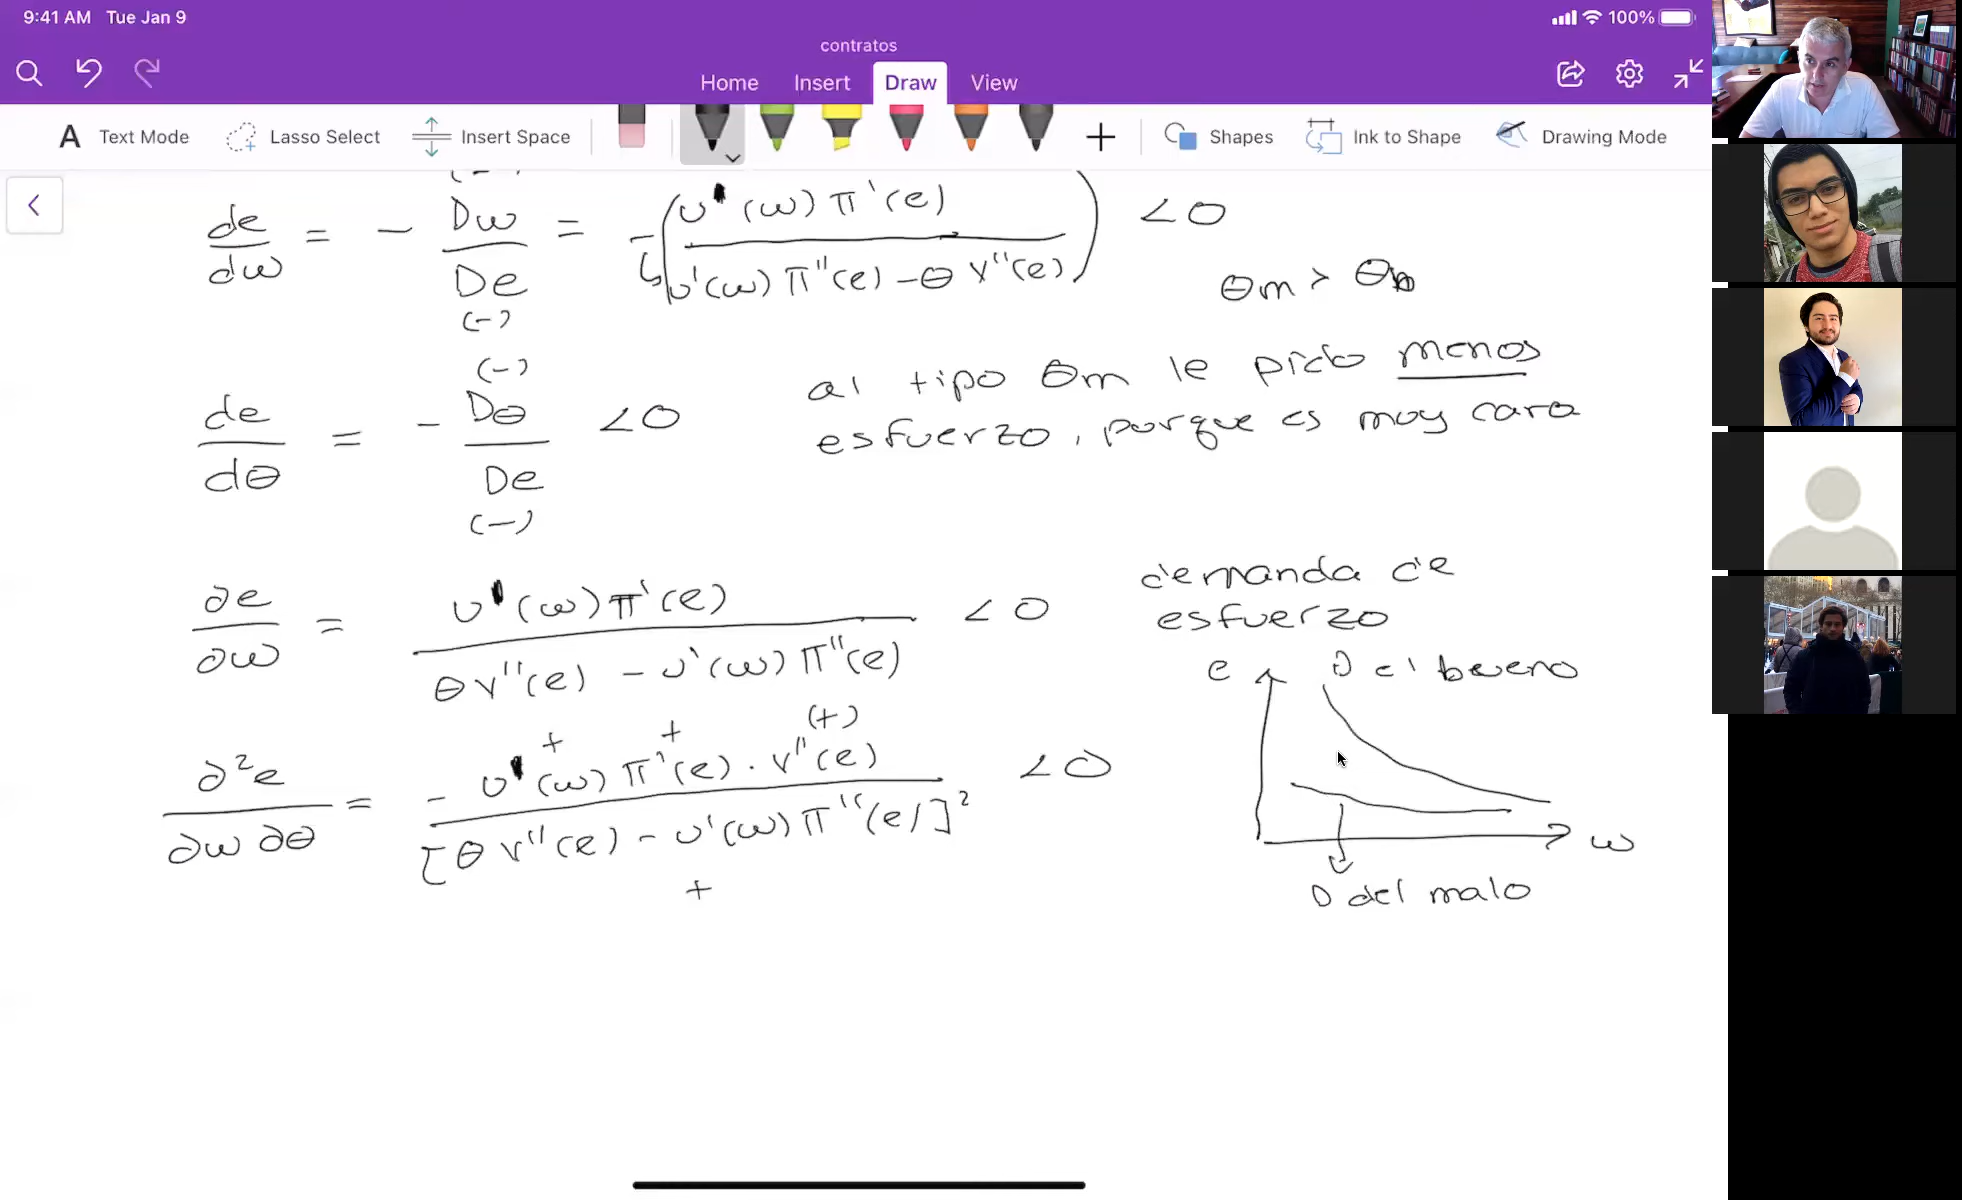 9:41 AM Tue Jan 9
100%
contratos
Home Insert Draw View
A Text Mode Lasso Select Insert Space Shapes Ink to Shape Drawing Mode
de/dw = - Dw/De (-) = -(u'(w) π'(e) / u'(w) π''(e) - θ v''(e)) < 0
θm > θb
de/dθ = - (-) Dθ/De (-) < 0
al tipo θm le pido menos
esfuerzo, porque es muy caro
∂e/∂w = u'(w) π'(e) / θ v''(e) - u'(w) π''(e) < 0
demanda de
esfuerzo
e D el bueno
+ + (+)
∂²e/∂w ∂θ = - u'(w) π'(e) · v''(e) / [θ v''(e) - u'(w) π''(e)]² < 0
+
w
D del malo